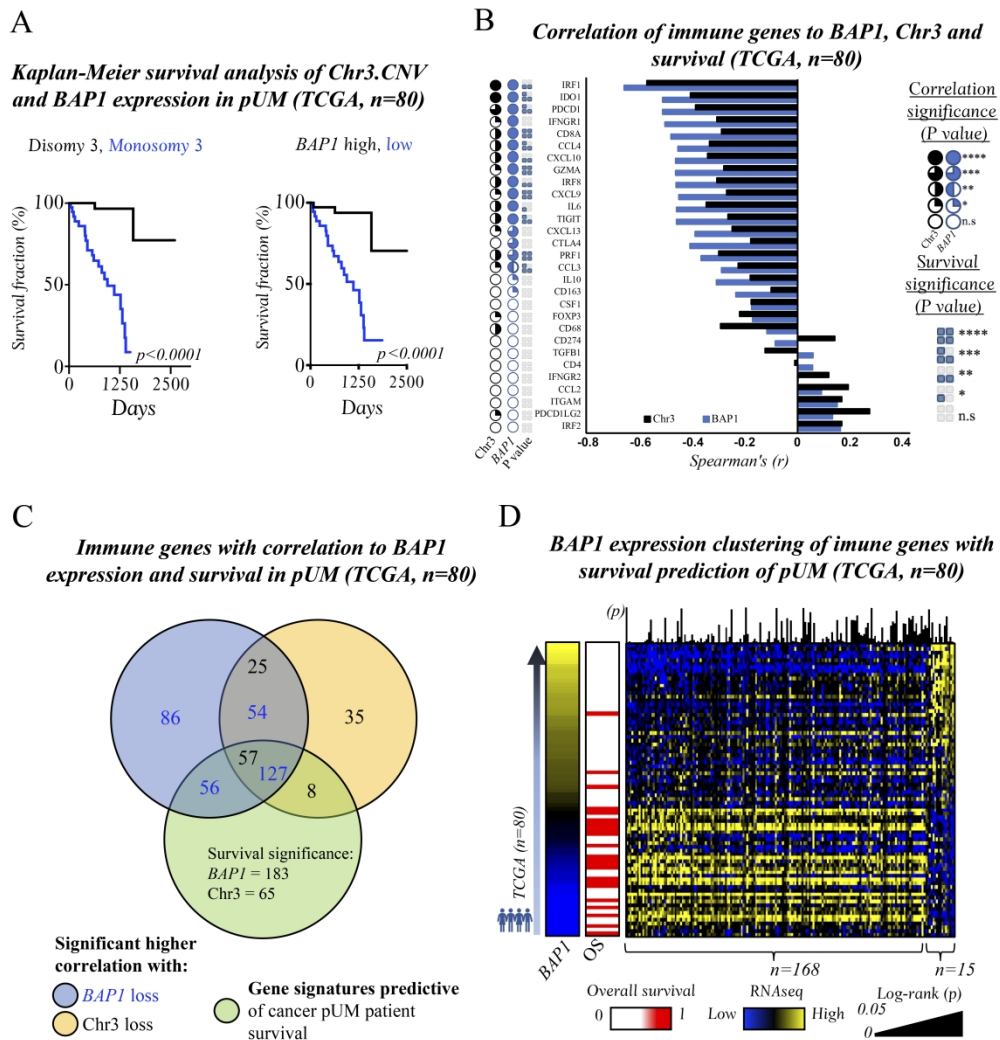 A
Kaplan-Meier survival analysis of Chr3.CNV
and BAP1 expression in pUM (TCGA, n=80)
Disomy 3, Monosomy 3
BAP1 high, low
Survival fraction (%)
100
50
0
p<0.0001
0
1250
2500
Days
Survival fraction (%)
100
50
0
p<0.0001
0
1250
2500
Days
B
Correlation of immune genes to BAP1, Chr3 and
survival (TCGA, n=80)
IRF1
IDO1
PDCD1
IFNGR1
CD8A
CCL4
CXCL10
GZMA
IRF8
CXCL9
IL6
TIGIT
CXCL13
CTLA4
PRF1
CCL3
IL10
CD163
CSF1
FOXP3
CD68
CD274
TGFB1
CD4
IFNGR2
CCL2
ITGAM
PDCD1LG2
IRF2
Chr3
BAP1
P value
Chr3
BAP1
-0.8
-0.6
-0.4
-0.2
0
0.2
0.4
Spearman's (r)
Correlation
significance
(P value)
****
***
**
*
n.s
Chr3
BAP1
Survival
significance
(P value)
****
***
**
*
n.s
C
Immune genes with correlation to BAP1
expression and survival in pUM (TCGA, n=80)
25
86
54
35
57
127
56
8
Survival significance:
BAP1 = 183
Chr3 = 65
Significant higher
correlation with:
BAP1 loss
Chr3 loss
Gene signatures predictive
of cancer pUM patient
survival
D
BAP1 expression clustering of imune genes with
survival prediction of pUM (TCGA, n=80)
(p)
TCGA (n=80)
BAP1
OS
n=168
n=15
Overall survival
0
1
RNAseq
Low
High
Log-rank (p)
0.05
0